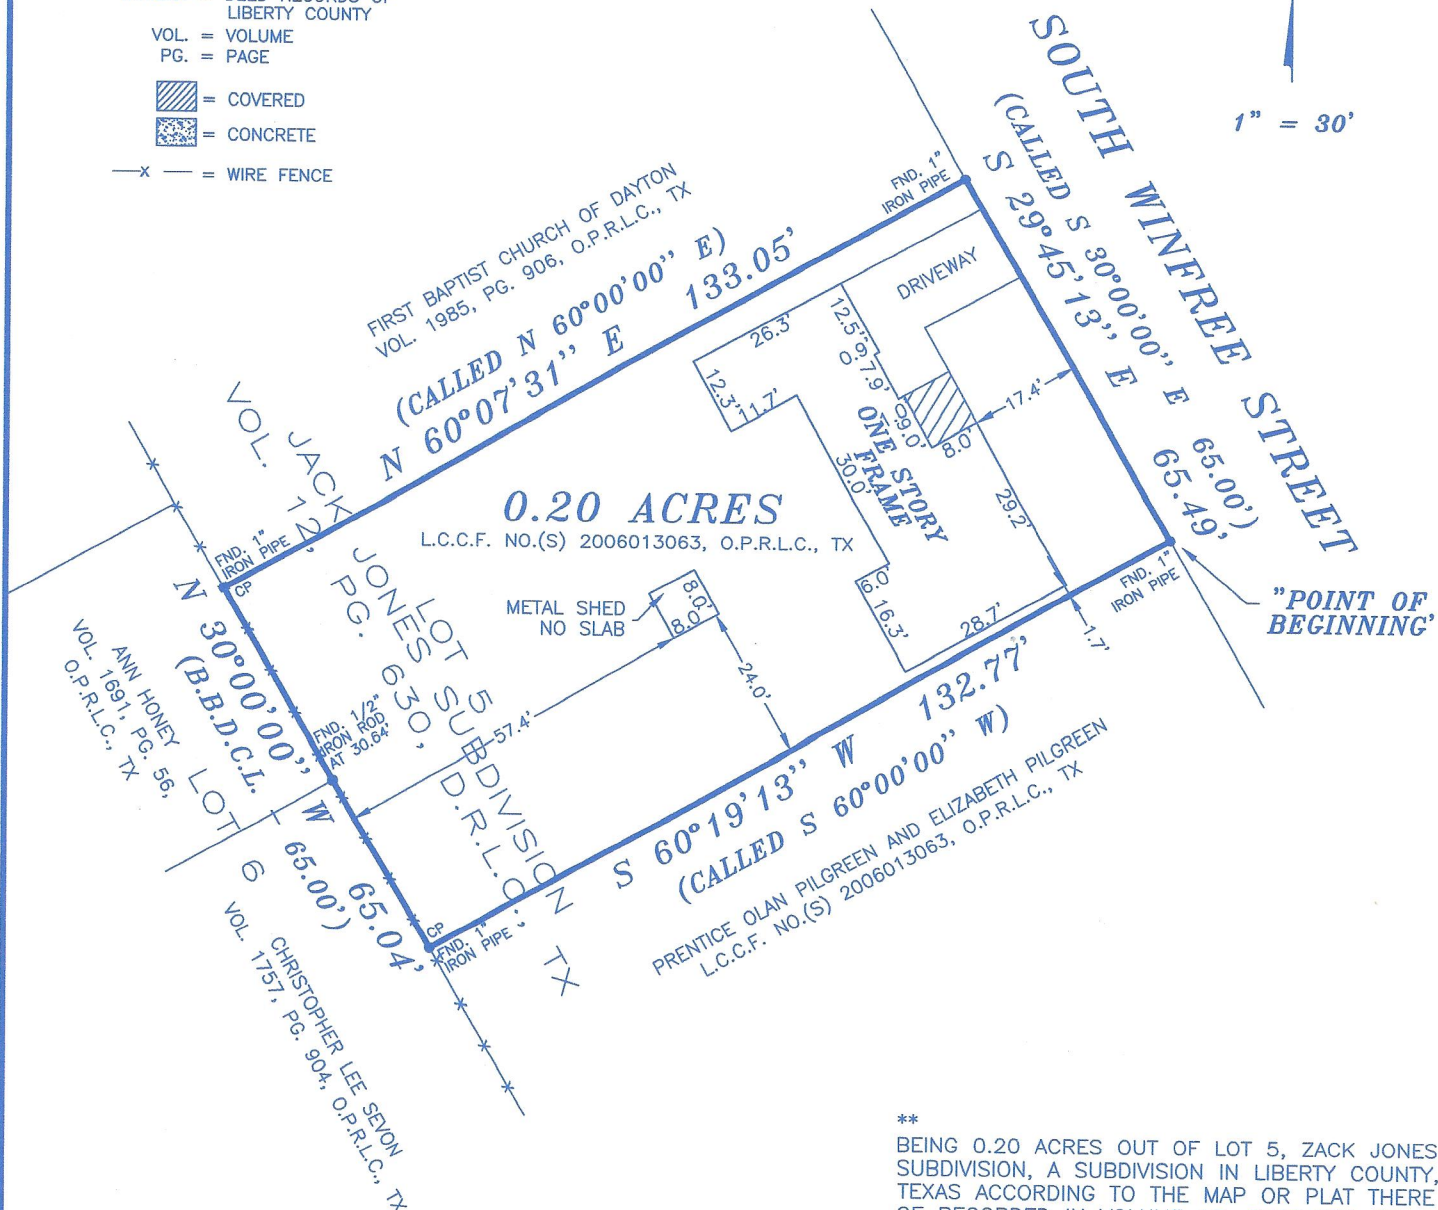 LIBERTY COUNTY
VOL. = VOLUME
PG. = PAGE
= COVERED
= CONCRETE
—x— = WIRE FENCE
1" = 30'
SOUTH WINFREE STREET
(CALLED S 30°00'00" E 65.00')
S 29°45'13" E 65.49'
FND. 1"
IRON PIPE
FIRST BAPTIST CHURCH OF DAYTON
VOL. 1985, PG. 906, O.P.R.L.C., TX
(CALLED N 60°00'00" E)
N 60°07'31" E 133.05'
DRIVEWAY
26.3'
12.5'
0.9'
7.9'
12.3'
11.7'
9.0'
8.0'
17.4'
30.0'
ONE STORY
FRAME
29.2'
6.0'
16.3'
28.7'
1.7'
0.20 ACRES
L.C.C.F. NO.(S) 2006013063, O.P.R.L.C., TX
METAL SHED
NO SLAB
8.0'
8.0'
24.0'
57.4'
LOT 5
JACK JONES SUBDIVISION
VOL. 12, PG. 630, D.R.L.C., TX
FND. 1"
IRON PIPE
CP
N 30°00'00" W 65.04'
(B.B.D.C.L. 65.00')
FND. 1/2"
IRON ROD
AT 30.64'
ANN HONEY
VOL. 1691, PG. 56,
O.P.R.L.C., TX
LOT 6
CHRISTOPHER LEE SEVON
VOL. 1757, PG. 904, O.P.R.L.C., TX
CP
FND. 1"
IRON PIPE
S 60°19'13" W 132.77'
(CALLED S 60°00'00" W)
PRENTICE OLAN PILGREEN AND ELIZABETH PILGREEN
L.C.C.F. NO.(S) 2006013063, O.P.R.L.C., TX
FND. 1"
IRON PIPE
"POINT OF
BEGINNING'
**
BEING 0.20 ACRES OUT OF LOT 5, ZACK JONES
SUBDIVISION, A SUBDIVISION IN LIBERTY COUNTY,
TEXAS ACCORDING TO THE MAP OR PLAT THERE